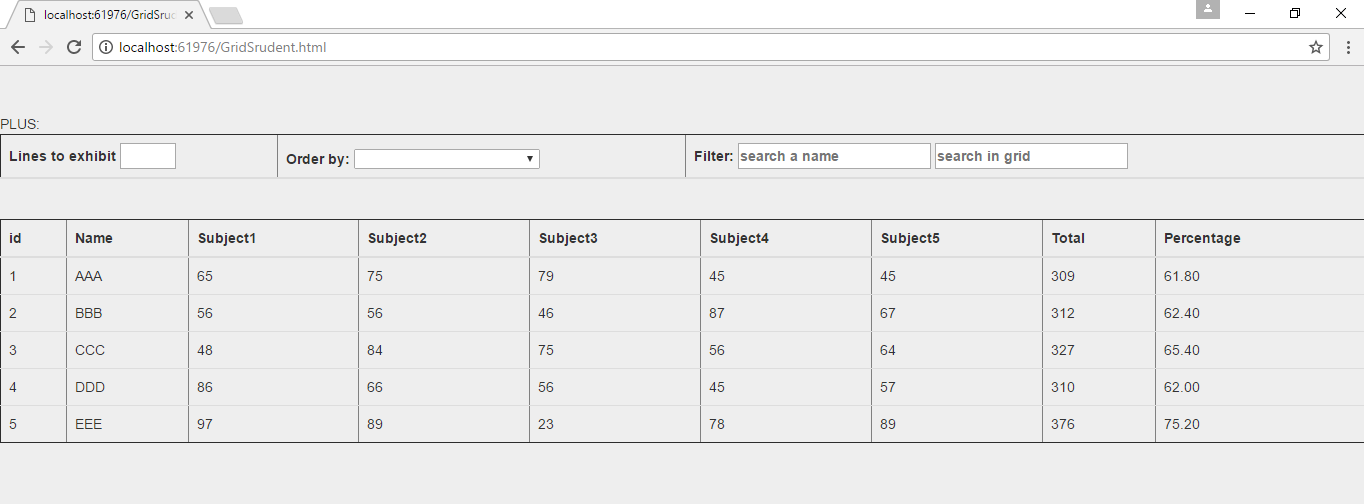 localhost:61976/GridSruc
localhost:61976/GridSrudent.html
PLUS:
Lines to exhibit Order by: Filter: search a name search in grid
id Name Subject1 Subject2 Subject3 Subject4 Subject5 Total Percentage
1 AAA 65 75 79 45 45 309 61.80
2 BBB 56 56 46 87 67 312 62.40
3 CCC 48 84 75 56 64 327 65.40
4 DDD 86 66 56 45 57 310 62.00
5 EEE 97 89 23 78 89 376 75.20